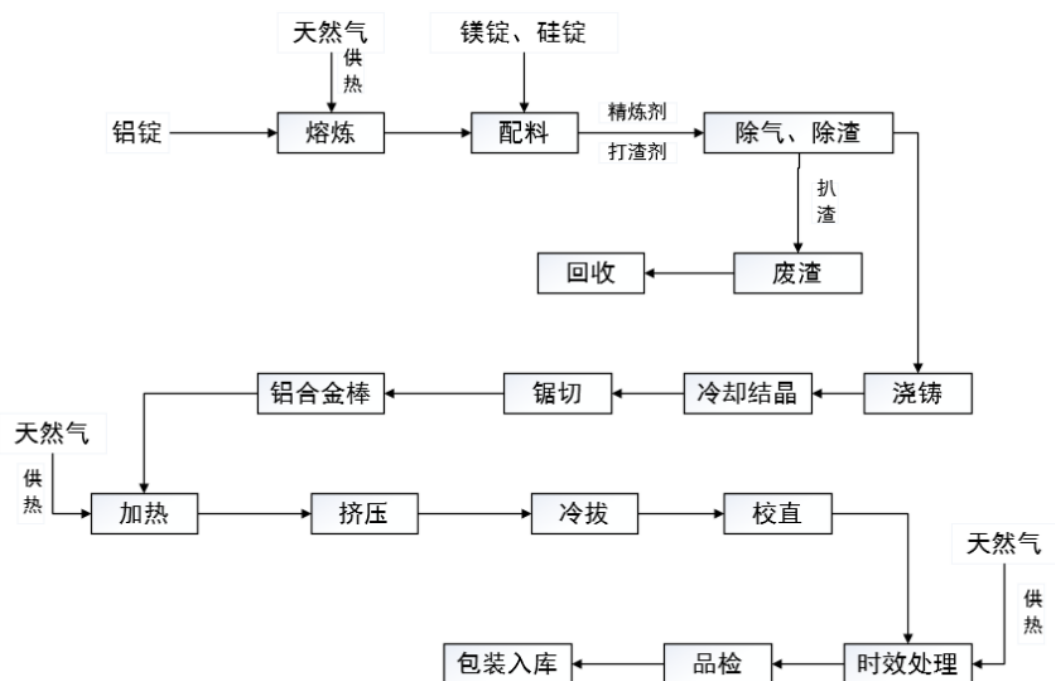 天然气
供
热
镁锭、硅锭
铝锭
熔炼
配料
精炼剂
打渣剂
除气、除渣
扒
渣
回收
废渣
铝合金棒
锯切
冷却结晶
浇铸
天然气
供
热
加热
挤压
冷拔
校直
天然气
供
热
包装入库
品检
时效处理